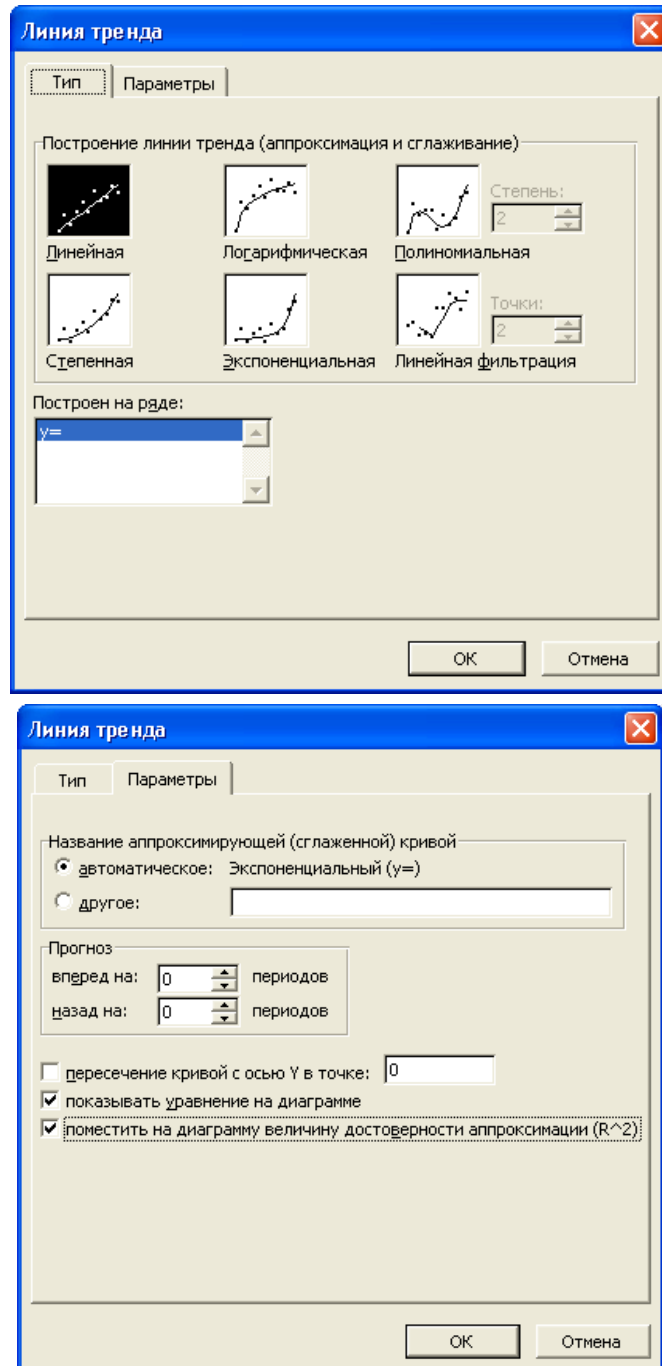 Линия тренда
Тип Параметры
Построение линии тренда (аппроксимация и сглаживание)
Степень:
2
Линейная Логарифмическая Полиномиальная
Точки:
2
Степенная Экспоненциальная Линейная фильтрация
Построен на ряде:
y=
ОК Отмена
Линия тренда
Тип Параметры
Название аппроксимирующей (сглаженной) кривой
автоматическое: Экспоненциальный (y=)
другое:
Прогноз
вперед на: 0 периодов
назад на: 0 периодов
пересечение кривой с осью Y в точке: 0
показывать уравнение на диаграмме
поместить на диаграмму величину достоверности аппроксимации (R^2)
ОК Отмена